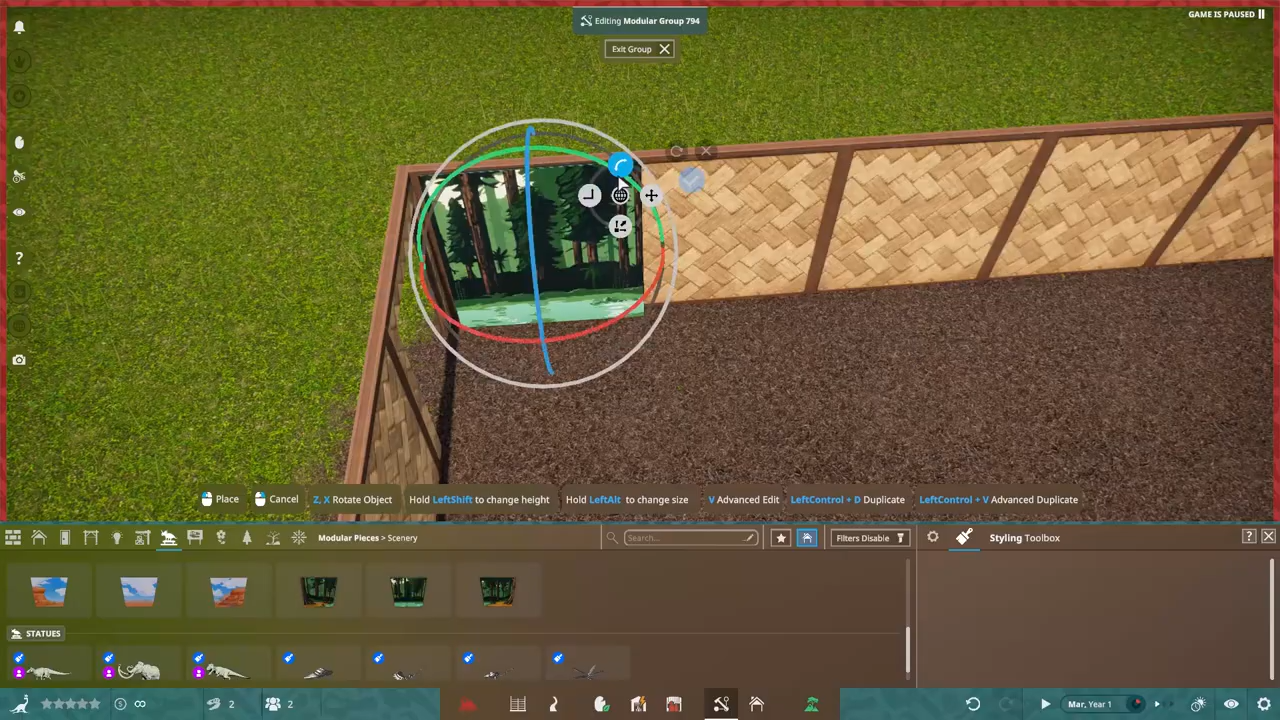 Editing Modular Group 794
GAME IS PAUSED
Exit Group
Place
Cancel
Z, X Rotate Object
Hold LeftShift to change height
Hold LeftAlt to change size
V Advanced Edit
LeftControl + D Duplicate
LeftControl + V Advanced Duplicate
Modular Pieces > Scenery
Search...
Filters Disable
Styling Toolbox
?
STATUES
2
2
Mar, Year 1